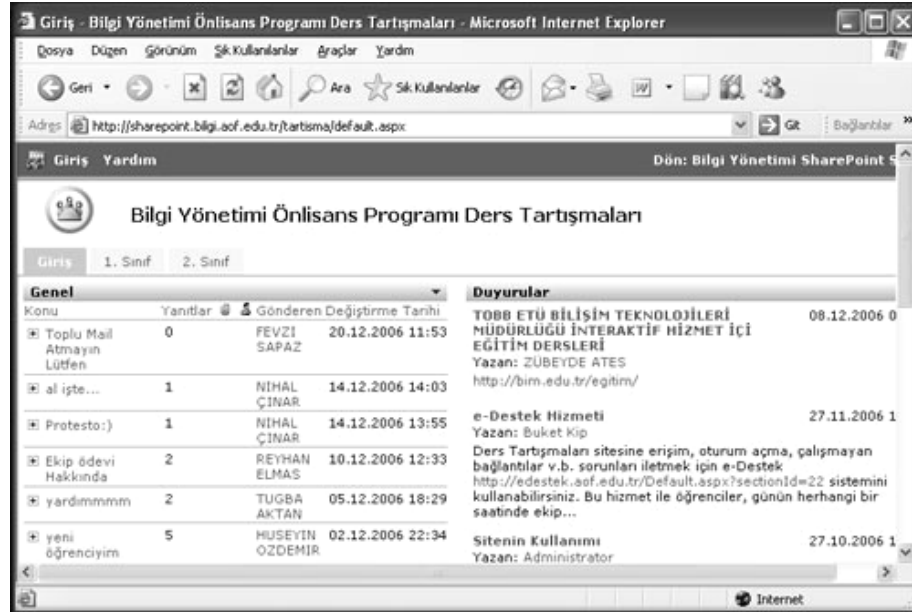 Giriş - Bilgi Yönetimi Önlisans Programı Ders Tartışmaları - Microsoft Internet Explorer
Dosya Düzen Görünüm Sık Kullanılanlar Araçlar Yardım
Geri Ara Sık Kullanılanlar
Adres http://sharepoint.bilgi.aof.edu.tr/tartisma/default.aspx Git Bağlantılar »
Giriş Yardım Dön: Bilgi Yönetimi SharePoint S
Bilgi Yönetimi Önlisans Programı Ders Tartışmaları
Giriş 1. Sınıf 2. Sınıf
Genel
Konu Yanıtlar Gönderen Değiştirme Tarihi
Toplu Mail 0 FEVZI 20.12.2006 11:53
Atmayın SAPAZ
Lütfen
al işte... 1 NIHAL 14.12.2006 14:03
ÇINAR
Protesto:) 1 NIHAL 14.12.2006 13:55
ÇINAR
Ekip ödevi 2 REYHAN 10.12.2006 12:33
Hakkında ELMAS
yardımmmm 2 TUGBA 05.12.2006 18:29
AKTAN
yeni 5 HUSEYIN 02.12.2006 22:34
öğrenciyim OZDEMIR
Duyurular
TOBB ETÜ BİLİŞİM TEKNOLOJİLERİ 08.12.2006 0
MÜDÜRLÜĞÜ İNTERAKTİF HİZMET İÇİ
EĞİTİM DERSLERİ
Yazan: ZÜBEYDE ATES
http://bim.edu.tr/egitim/
e-Destek Hizmeti 27.11.2006 1
Yazan: Buket Kip
Ders Tartışmaları sitesine erişim, oturum açma, çalışmayan
bağlantılar v.b. sorunları iletmek için e-Destek
http://edestek.aof.edu.tr/Default.aspx?sectionId=22 sistemini
kullanabilirsiniz. Bu hizmet ile öğrenciler, günün herhangi bir
saatinde ekip...
Sitenin Kullanımı 27.10.2006 1
Yazan: Administrator
Internet